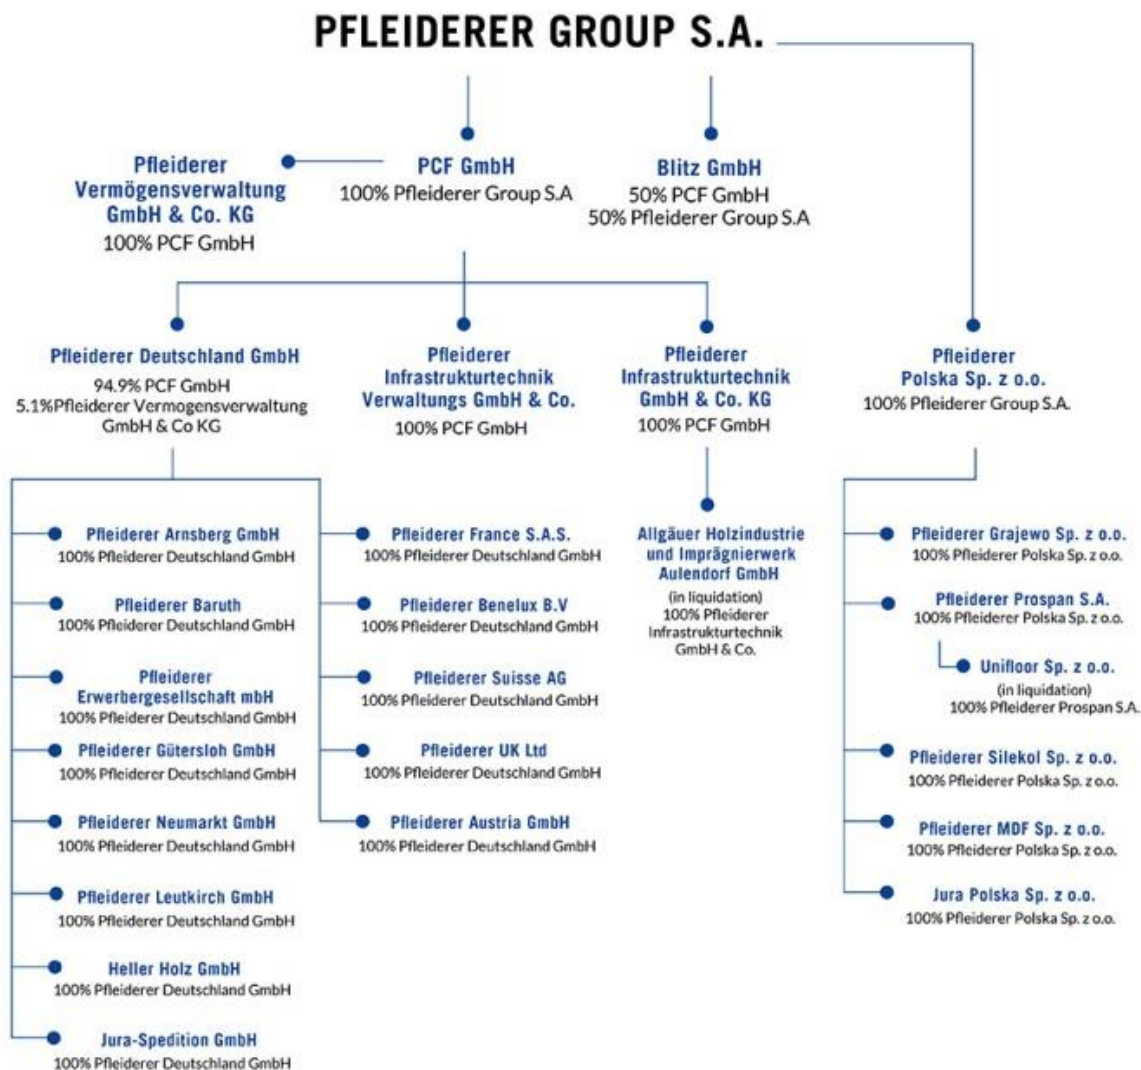 PFLEIDERER GROUP S.A.
Pfleiderer
Vermögensverwaltung
GmbH & Co. KG
100% PCF GmbH
PCF GmbH
100% Pfleiderer Group S.A
Blitz GmbH
50% PCF GmbH
50% Pfleiderer Group S.A
Pfleiderer Deutschland GmbH
94.9% PCF GmbH
5.1%Pfleiderer Vermogensverwaltung
GmbH & Co KG
Pfleiderer
Infrastrukturtechnik
Verwaltungs GmbH & Co.
100% PCF GmbH
Pfleiderer
Infrastrukturtechnik
GmbH & Co. KG
100% PCF GmbH
Pfleiderer
Polska Sp. z o.o.
100% Pfleiderer Group S.A.
Pfleiderer Arnsberg GmbH
100% Pfleiderer Deutschland GmbH
Pfleiderer Baruth
100% Pfleiderer Deutschland GmbH
Pfleiderer
Erwerbergesellschaft mbH
100% Pfleiderer Deutschland GmbH
Pfleiderer Gütersloh GmbH
100% Pfleiderer Deutschland GmbH
Pfleiderer Neumarkt GmbH
100% Pfleiderer Deutschland GmbH
Pfleiderer Leutkirch GmbH
100% Pfleiderer Deutschland GmbH
Heller Holz GmbH
100% Pfleiderer Deutschland GmbH
Jura-Spedition GmbH
100% Pfleiderer Deutschland GmbH
Pfleiderer France S.A.S.
100% Pfleiderer Deutschland GmbH
Pfleiderer Benelux B.V
100% Pfleiderer Deutschland GmbH
Pfleiderer Suisse AG
100% Pfleiderer Deutschland GmbH
Pfleiderer UK Ltd
100% Pfleiderer Deutschland GmbH
Pfleiderer Austria GmbH
100% Pfleiderer Deutschland GmbH
Allgäuer Holzindustrie
und Imprägnierwerk
Aulendorf GmbH
(in liquidation)
100% Pfleiderer
Infrastrukturtechnik
GmbH & Co.
Pfleiderer Grajewo Sp. z o.o.
100% Pfleiderer Polska Sp. z o.o.
Pfleiderer Prospan S.A.
100% Pfleiderer Polska Sp. z o.o.
Unifloor Sp. z o.o.
(in liquidation)
100% Pfleiderer Prospan S.A.
Pfleiderer Silekol Sp. z o.o.
100% Pfleiderer Polska Sp. z o.o.
Pfleiderer MDF Sp. z o.o.
100% Pfleiderer Polska Sp. z o.o.
Jura Polska Sp. z o.o.
100% Pfleiderer Polska Sp. z o.o.